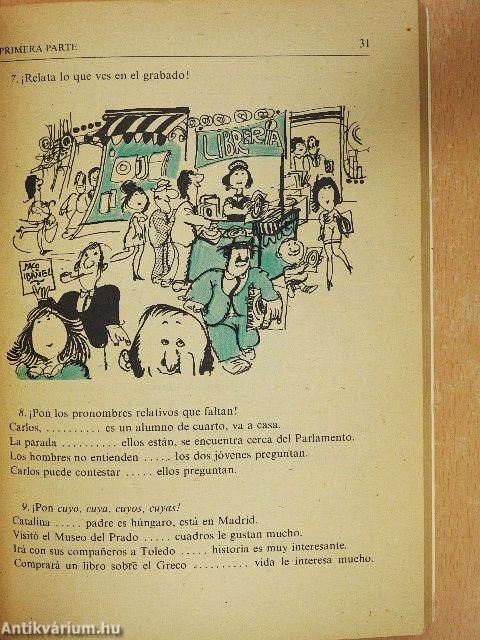 PRIMERA PARTE 31
7. ¡Relata lo que ves en el grabado!
LIBRERÍA
PACO
IBAÑEZ
8. ¡Pon los pronombres relativos que faltan!
Carlos, . . . . . . . . . . es un alumno de cuarto, va a casa.
La parada . . . . . . . . . . ellos están, se encuentra cerca del Parlamento.
Los hombres no entienden . . . . . los dos jóvenes preguntan.
Carlos puede contestar . . . . . ellos preguntan.
9. ¡Pon cuyo, cuya, cuyos, cuyas!
Catalina . . . . . padre es húngaro, está en Madrid.
Visitó el Museo del Prado . . . . . cuadros le gustan mucho.
Irá con sus compañeros a Toledo . . . . . historia es muy interesante.
Comprará un libro sobre el Greco . . . . . . . . . . vida le interesa mucho.
Antikvárium.hu